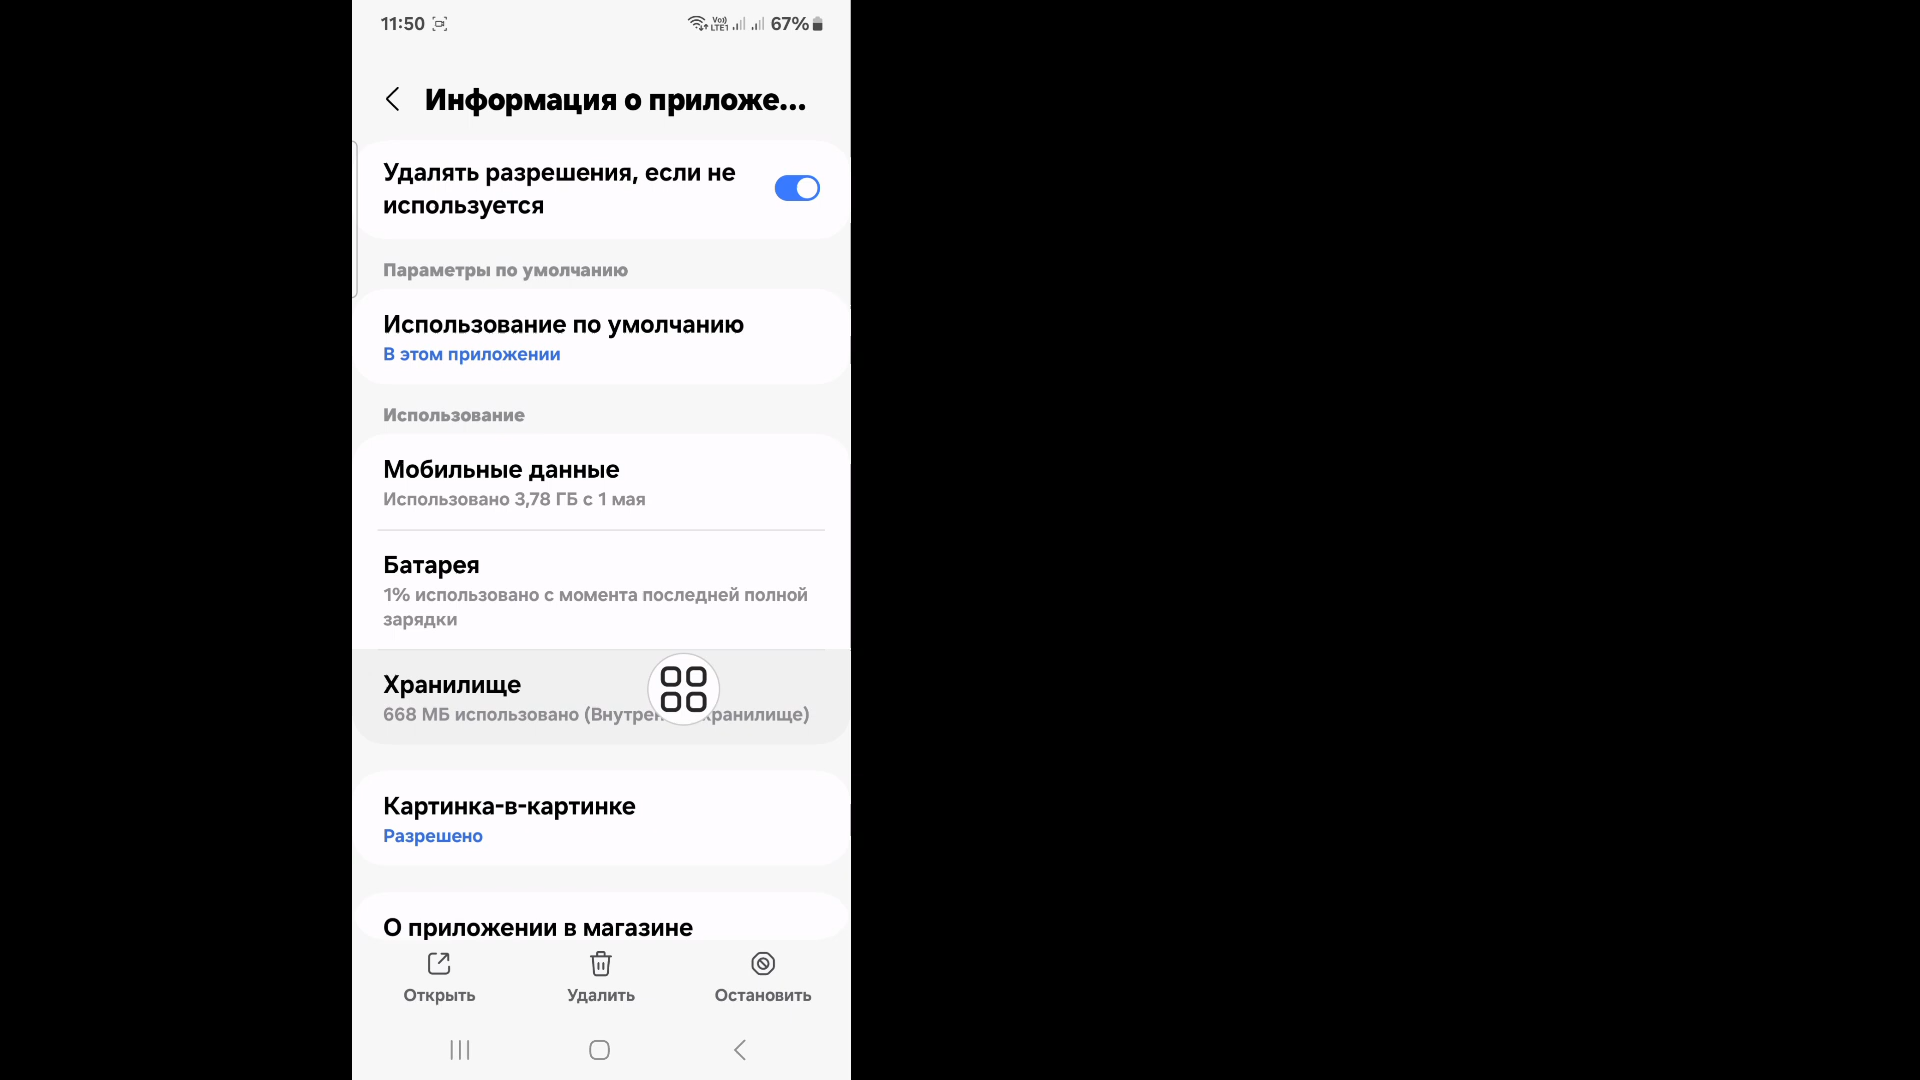 11:50
Vo)) LTE1 67%
Информация о приложе...
Удалять разрешения, если не
используется
Параметры по умолчанию
Использование по умолчанию
В этом приложении
Использование
Мобильные данные
Использовано 3,78 ГБ с 1 мая
Батарея
1% использовано с момента последней полной
зарядки
Хранилище
668 МБ использовано
Картинка-в-картинке
Разрешено
О приложении в магазине
Открыть
Удалить
Остановить